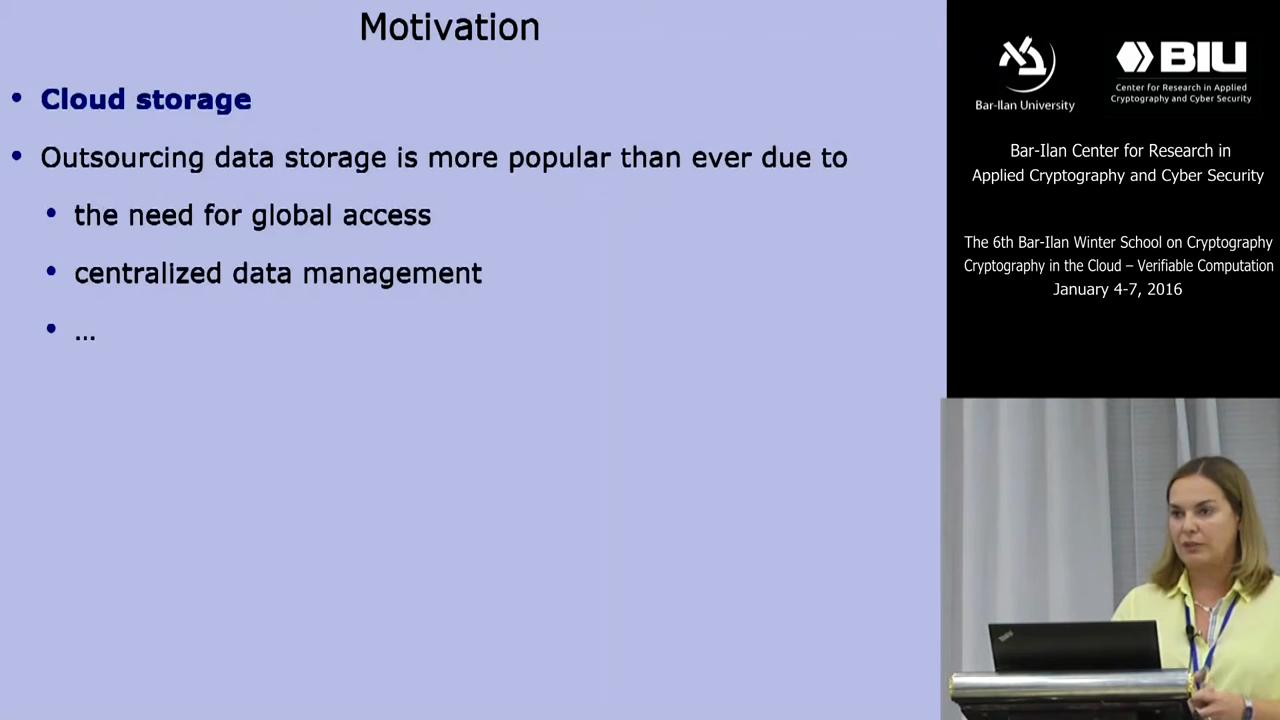 Motivation
• Cloud storage
• Outsourcing data storage is more popular than ever due to
• the need for global access
• centralized data management
• ...
Bar-Ilan University
BIU
Center for Research in Applied
Cryptography and Cyber Security
Bar-Ilan Center for Research in
Applied Cryptography and Cyber Security
The 6th Bar-Ilan Winter School on Cryptography
Cryptography in the Cloud – Verifiable Computation
January 4-7, 2016